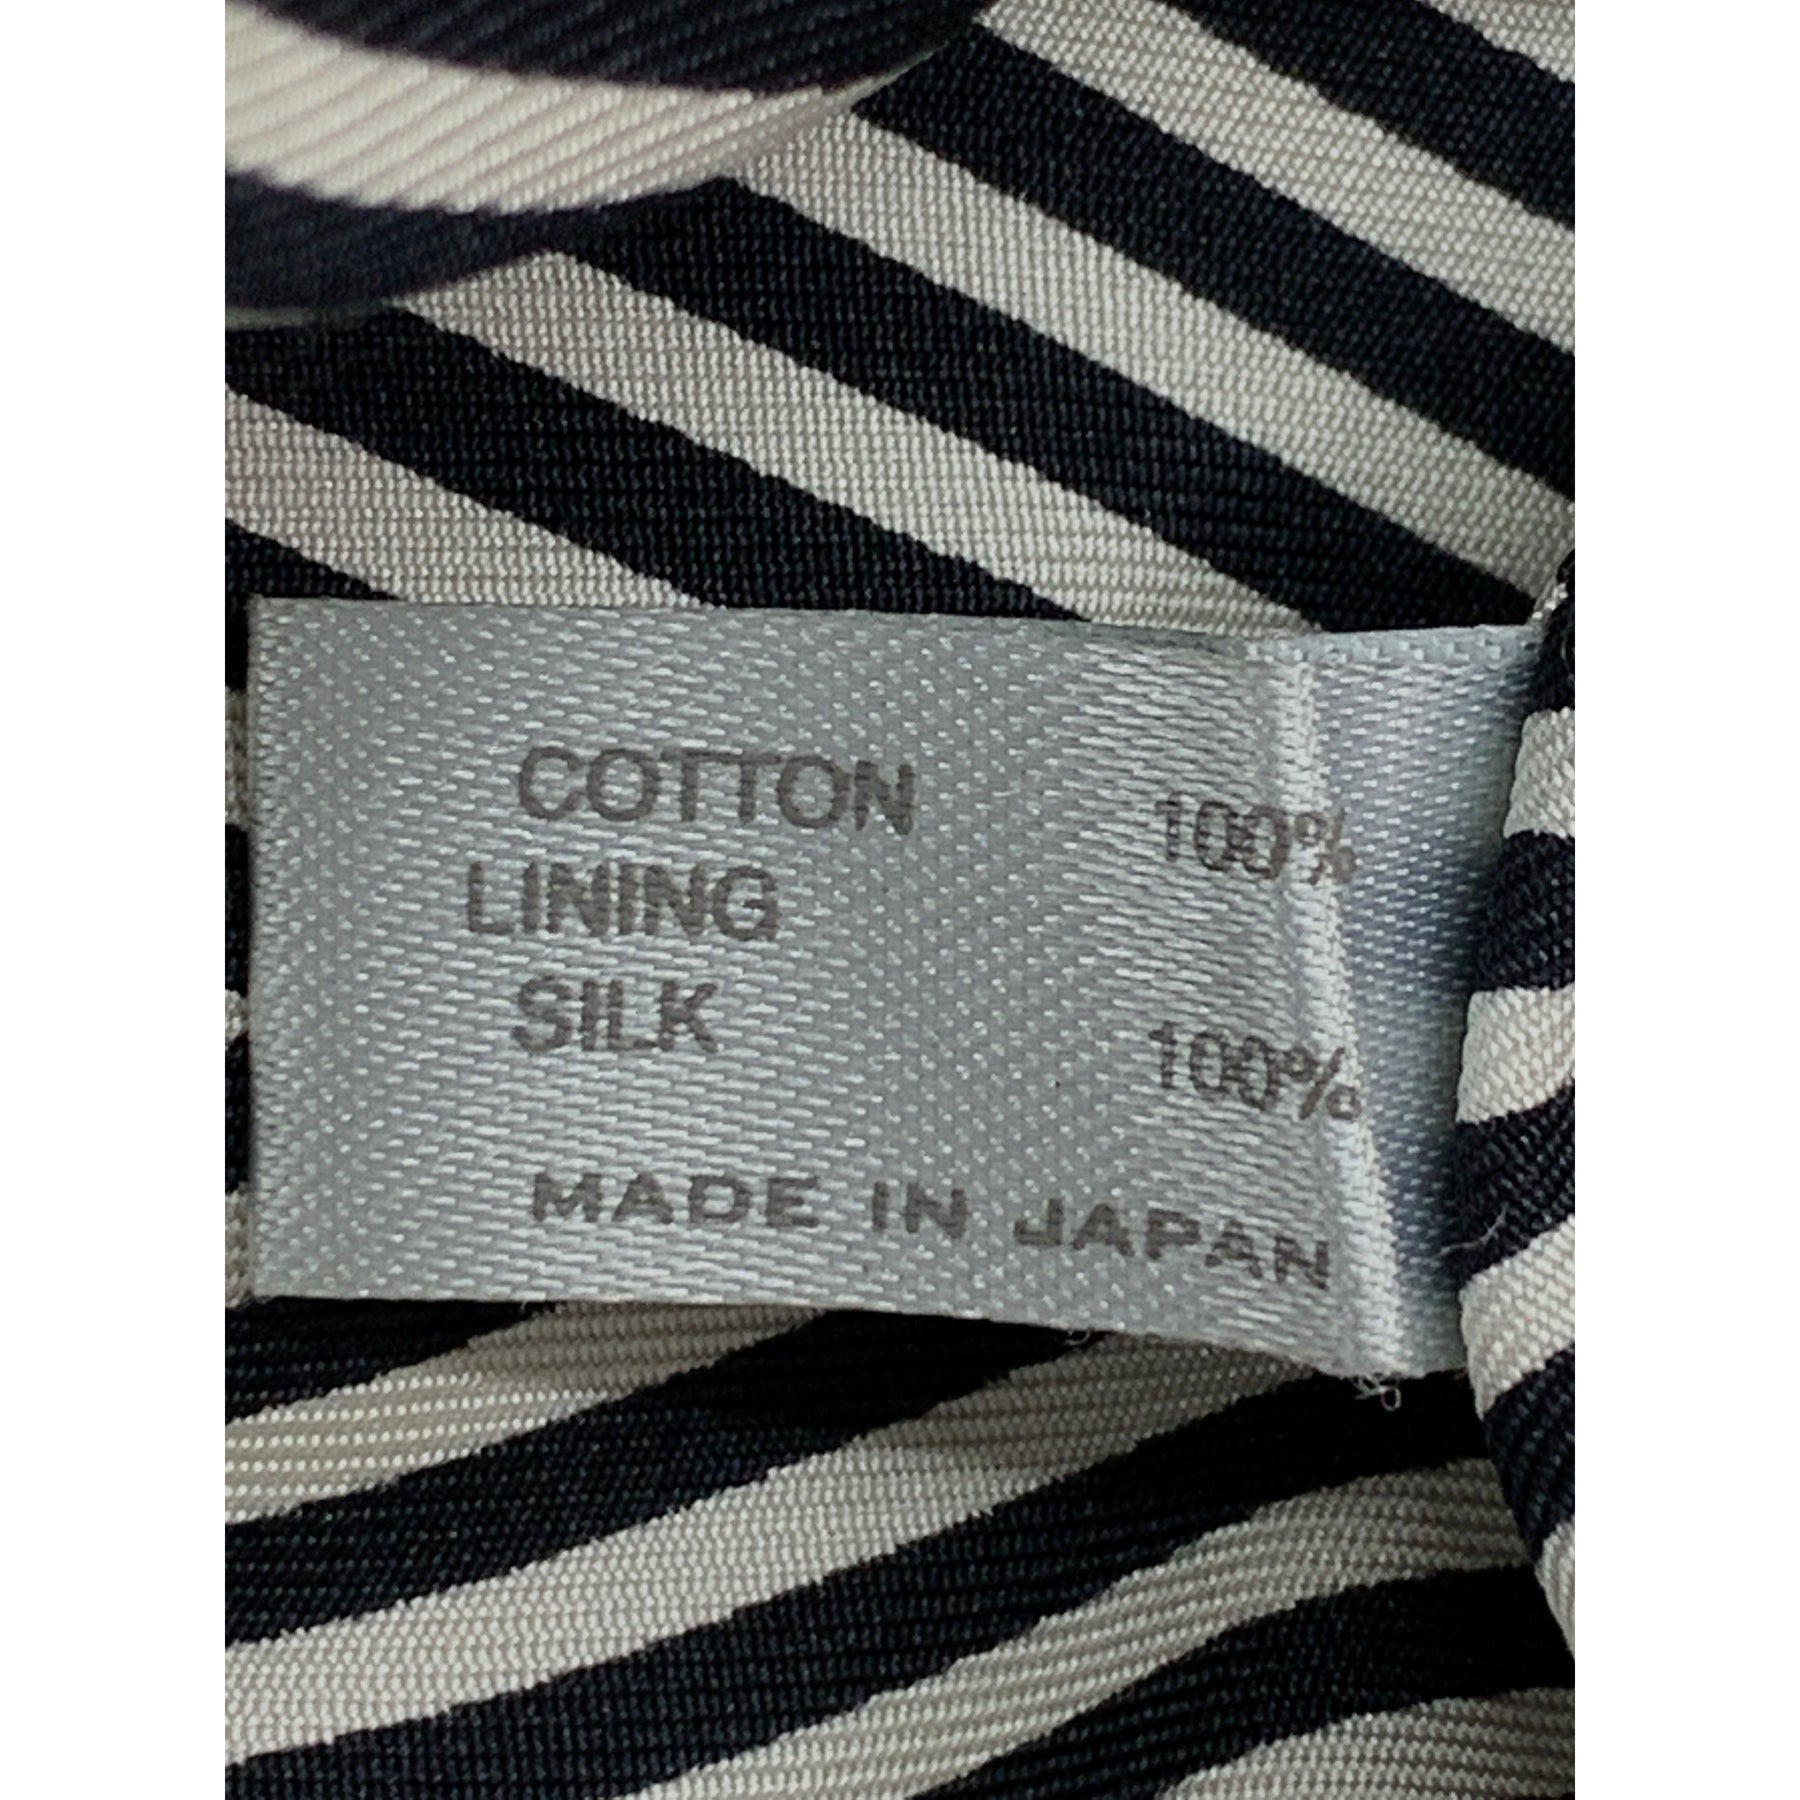 COTTON 100%
LINING
SILK 100%
MADE IN JAPAN